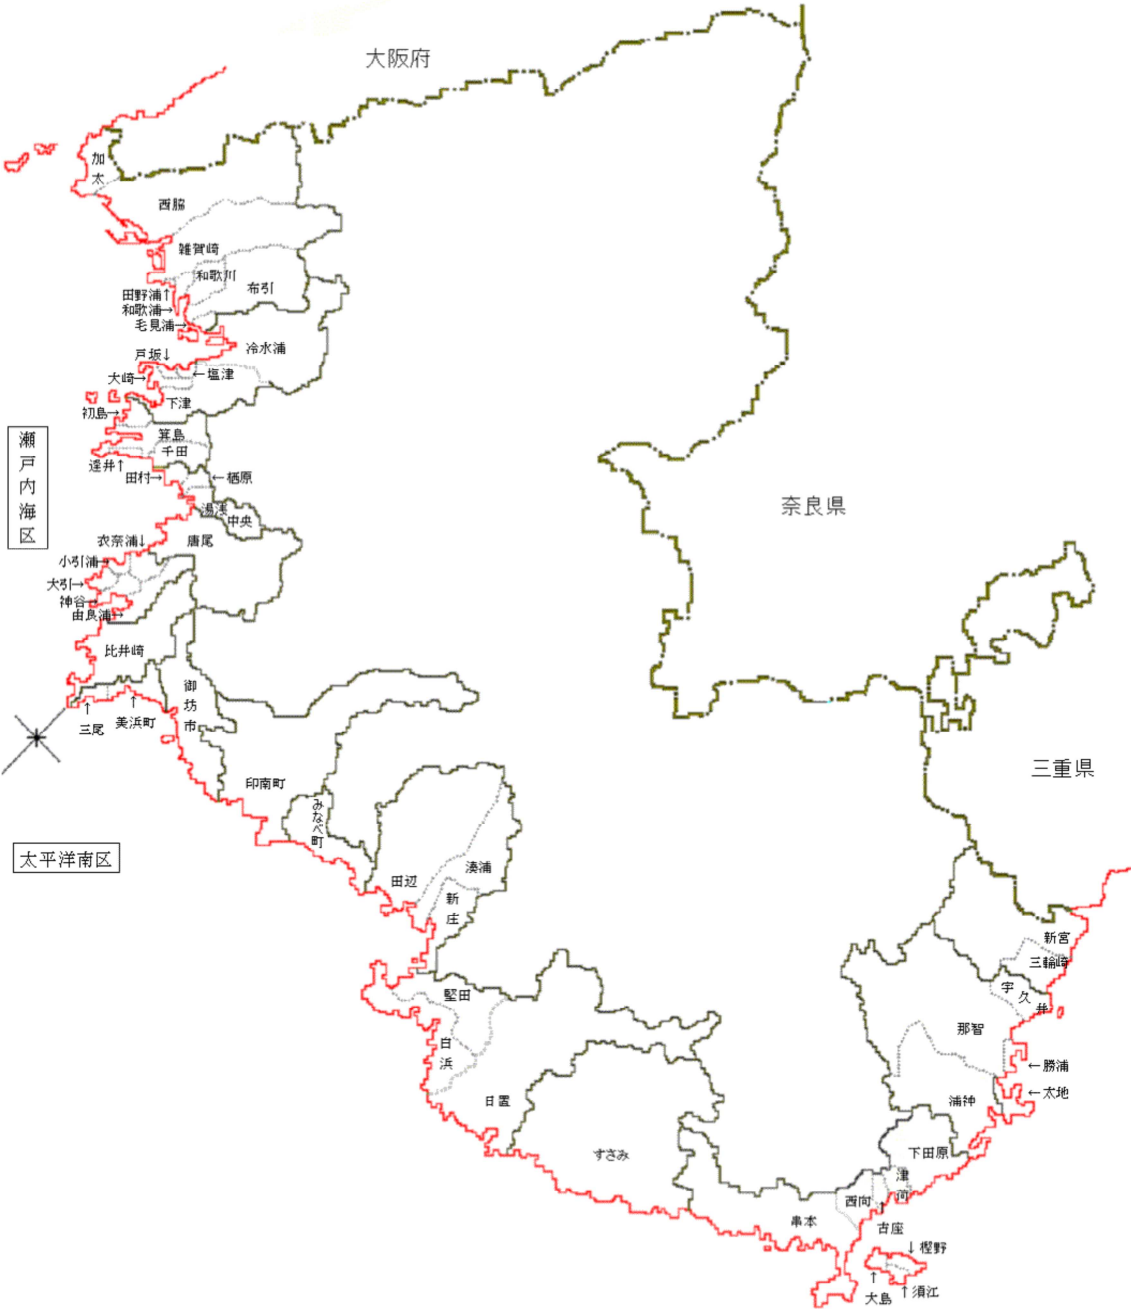 大阪府
加太
西脇
雑賀崎
和歌川
布引
田野浦↑
和歌浦→
毛見浦→
冷水浦
戸坂↓
大崎→
←塩津
下津
初島→
箕島
千田
逢井↑
田村→
←栖原
湯浅
中央
瀬戸内海区
衣奈浦↓
唐尾
小引浦→
大引→
神谷→
由良浦→
比井崎
御坊市
↑
三尾
↑
美浜町
印南町
みなべ町
太平洋南区
奈良県
三重県
田辺
湊浦
新庄
堅田
白浜
日置
すさみ
串本
西向
↑
古座
津荷
下田原
浦神
←太地
←勝浦
那智
宇久井
三輪崎
新宮
↓樫野
↑
大島
↑須江